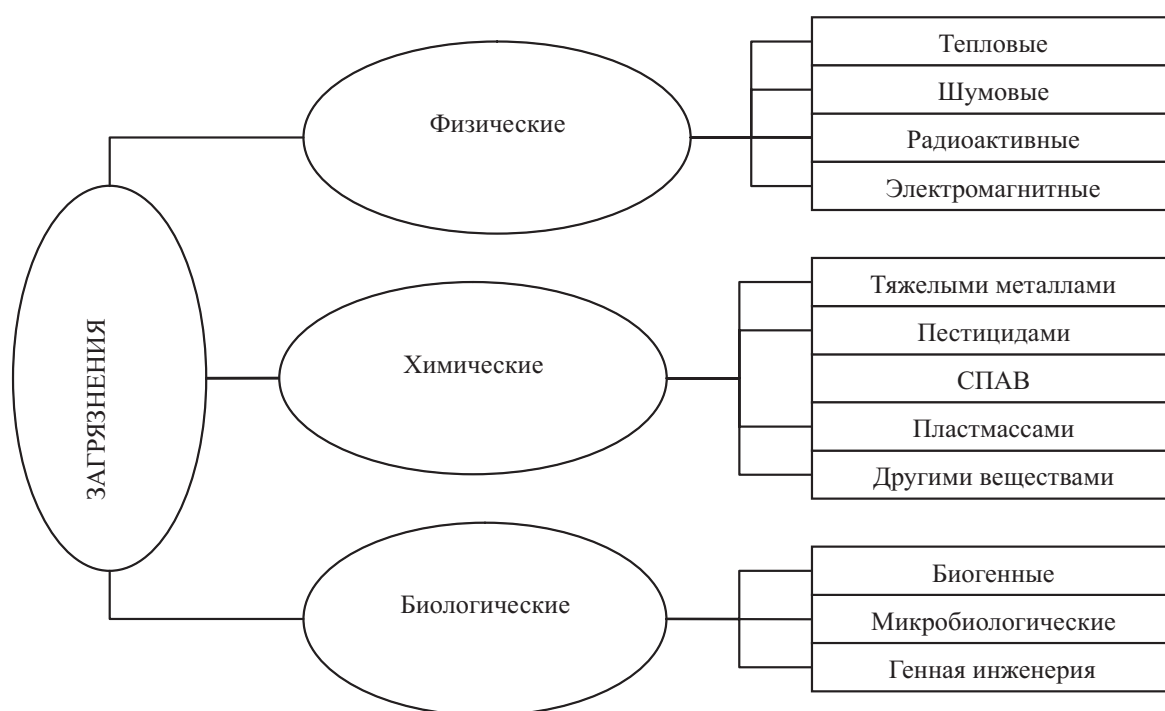 ЗАГРЯЗНЕНИЯ
Физические
Тепловые
Шумовые
Радиоактивные
Электромагнитные
Химические
Тяжелыми металлами
Пестицидами
СПАВ
Пластмассами
Другими веществами
Биологические
Биогенные
Микробиологические
Генная инженерия